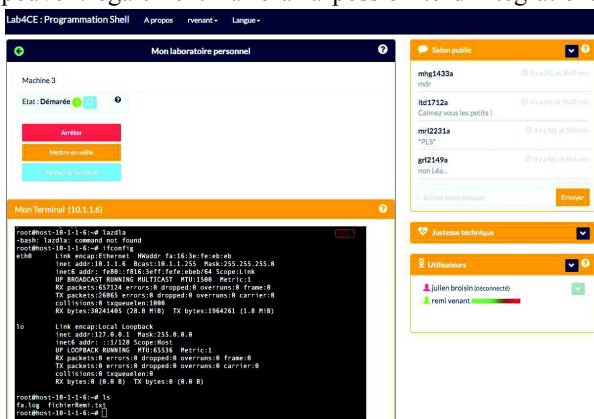 Lab4CE : Programmation Shell A propos rvenant Langue
Mon laboratoire personnel
Machine 3
Etat : Démarée
Arrêter
Mettre en veille
Fermer le Terminal
Mon Terminal (10.1.1.6)
root@host-10-1-1-6:~# lazdla
-bash: lazdla: command not found
root@host-10-1-1-6:~# ifconfig
eth0 Link encap:Ethernet HWaddr fa:16:3e:fe:eb:eb
inet addr:10.1.1.6 Bcast:10.1.1.255 Mask:255.255.255.0
inet6 addr: fe80::f816:3eff:fefe:ebeb/64 Scope:Link
UP BROADCAST RUNNING MULTICAST MTU:1500 Metric:1
RX packets:657124 errors:0 dropped:0 overruns:0 frame:0
TX packets:26065 errors:0 dropped:0 overruns:0 carrier:0
collisions:0 txqueuelen:1000
RX bytes:30241405 (28.8 MiB) TX bytes:1964261 (1.8 MiB)
lo Link encap:Local Loopback
inet addr:127.0.0.1 Mask:255.0.0.0
inet6 addr: ::1/128 Scope:Host
UP LOOPBACK RUNNING MTU:65536 Metric:1
RX packets:0 errors:0 dropped:0 overruns:0 frame:0
TX packets:0 errors:0 dropped:0 overruns:0 carrier:0
collisions:0 txqueuelen:0
RX bytes:0 (0.0 B) TX bytes:0 (0.0 B)
root@host-10-1-1-6:~# ls
fa.log fichierRemi.txt
root@host-10-1-1-6:~#
Salon public
mhg1433a
mdr
itd1712a
Calmez vous les petits !
mrl2231a
"PLS"
grl2149a
non Léa...
Ecrivez votre message Envoyer
Justesse technique
Utilisateurs
julien broisin (déconnecté)
remi venant